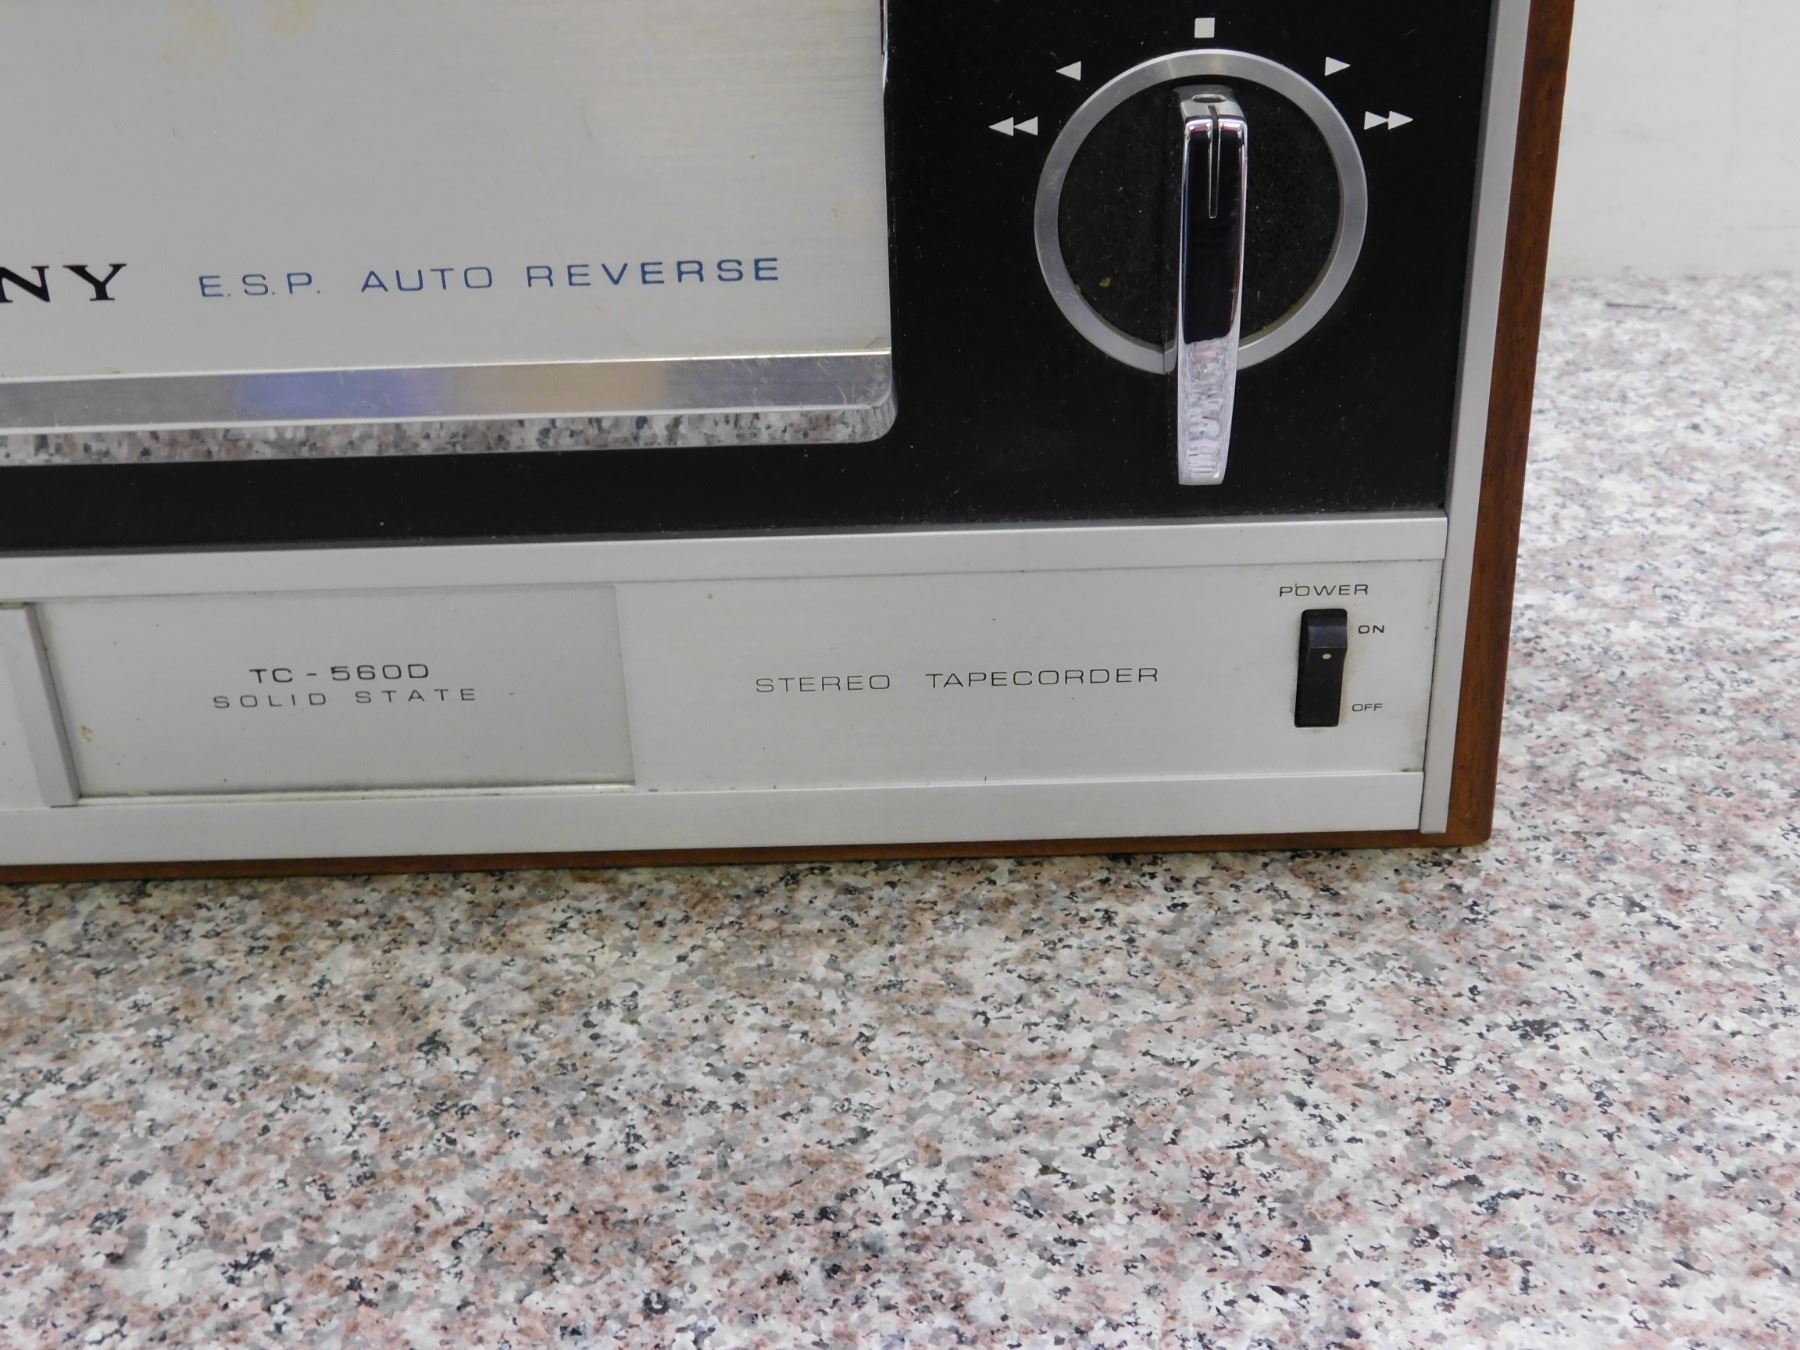 NY E.S.P. AUTO REVERSE
POWER
ON
OFF
TC-560D
SOLID STATE
STEREO TAPECORDER